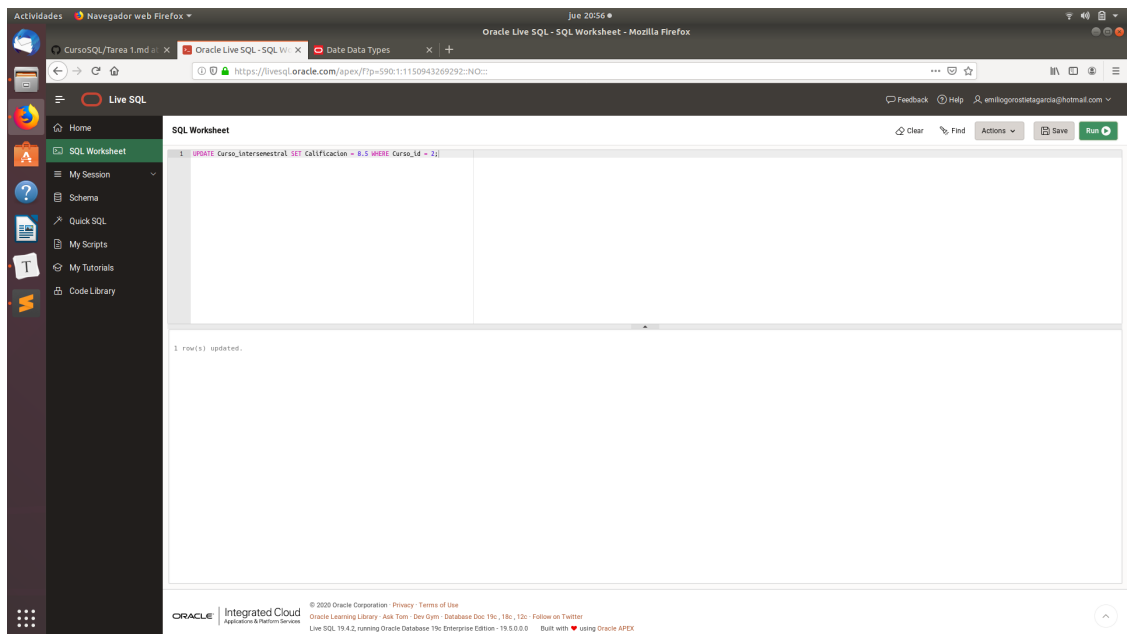 Actividades Navegador web Firefox jue 20:56
Oracle Live SQL - SQL Worksheet - Mozilla Firefox
CursoSQL/Tarea 1.md at Oracle Live SQL - SQL Wo Date Data Types
https://livesql.oracle.com/apex/f?p=590:1:1150943269292::NO:::
Live SQL Feedback Help emiliogorostietagarcia@hotmail.com
Home
SQL Worksheet
My Session
Schema
Quick SQL
My Scripts
My Tutorials
Code Library
SQL Worksheet Clear Find Actions Save Run
1 UPDATE Curso_intersemestral SET Calificacion = 8.5 WHERE Curso_id = 2;
1 row(s) updated.
ORACLE Integrated Cloud
Applications & Platform Services
© 2020 Oracle Corporation · Privacy · Terms of Use
Oracle Learning Library · Ask Tom · Dev Gym · Database Doc 19c, 18c, 12c · Follow on Twitter
Live SQL 19.4.2, running Oracle Database 19c Enterprise Edition - 19.5.0.0.0 Built with ♥ using Oracle APEX